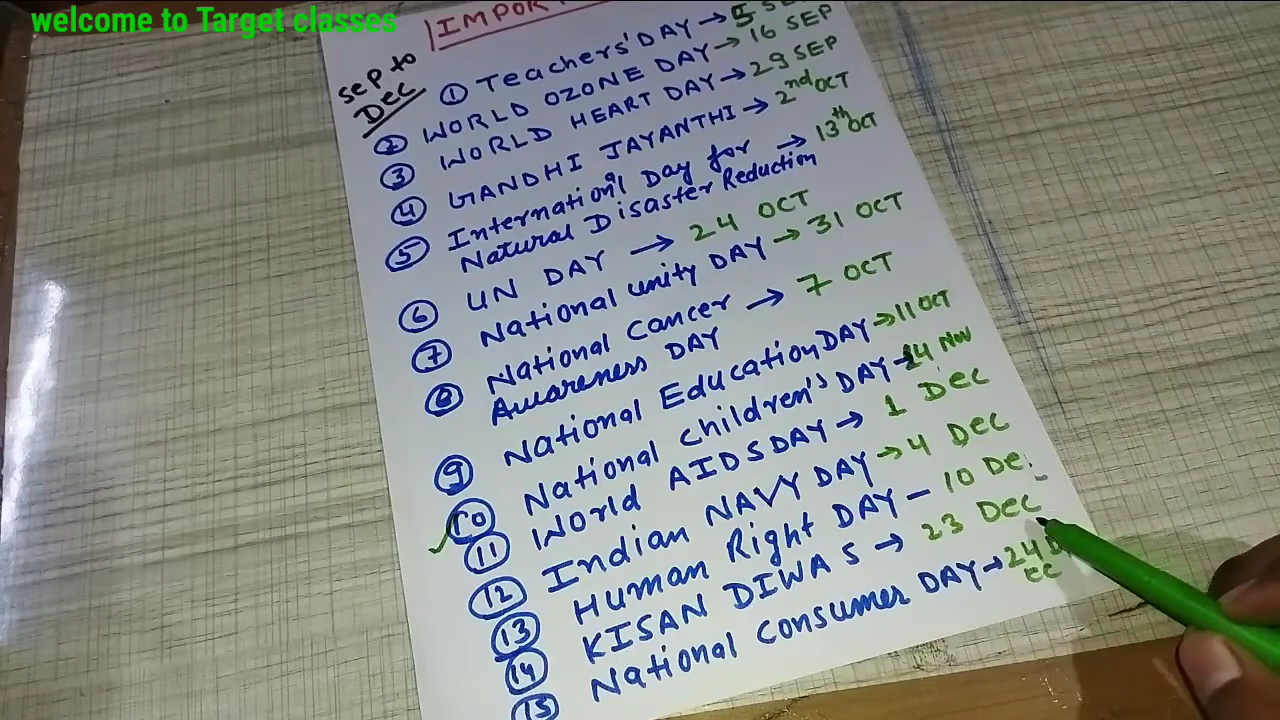 welcome to Target classes
IMPOR
SEP to
Dec
1 Teachers' DAY → 5 SE
2 WORLD OZONE DAY → 16 SEP
3 WORLD HEART DAY → 29 SEP
4 GANDHI JAYANTHI → 2nd OCT
5 International Day for → 13th OCT
Natural Disaster Reduction
6 UN DAY → 24 OCT
7 National unity DAY → 31 OCT
8 National Cancer → 7 OCT
Awareness DAY
9 National Education DAY → 11 OCT
10 National children's DAY → 14 Nov
11 World AIDS DAY → 1 Dec
12 Indian NAVY DAY → 4 Dec
13 Human Right DAY – 10 De
14 KISAN DIWAS → 23 Dec
15 National Consumer DAY → 24 D
ec